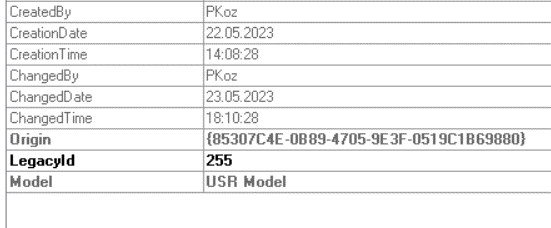 CreatedBy PKoz
CreationDate 22.05.2023
CreationTime 14:08:28
ChangedBy PKoz
ChangedDate 23.05.2023
ChangedTime 18:10:28
Origin {85307C4E-0B89-4705-9E3F-0519C1B69880}
LegacyId 255
Model USR Model